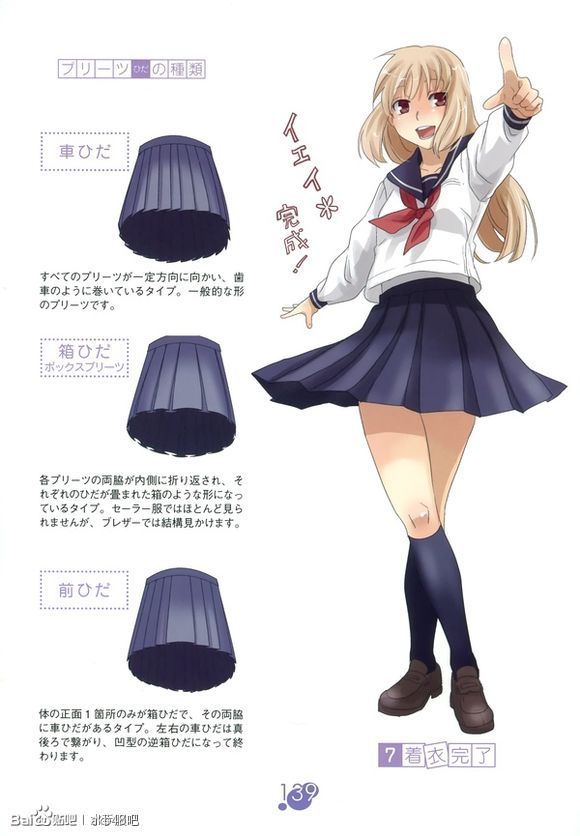 プリーツひだの種類
車ひだ
すべてのプリーツが一定方向に向かい、歯
車のように巻いているタイプ。一般的な形
のプリーツです。
箱ひだ
ボックスプリーツ
各プリーツの両脇が内側に折り返され、そ
れぞれのひだが畳まれた箱のような形になっ
ているタイプ。セーラー服ではほとんど見ら
れませんが、ブレザーでは結構見かけます。
前ひだ
体の正面1箇所のみが箱ひだで、その両脇
に車ひだがあるタイプ。左右の車ひだは真
後ろで繋がり、凹型の逆箱ひだになって終
わります。
イエイ*
完成!
7 着衣完了
139
Bai 贴吧 | 水手服吧